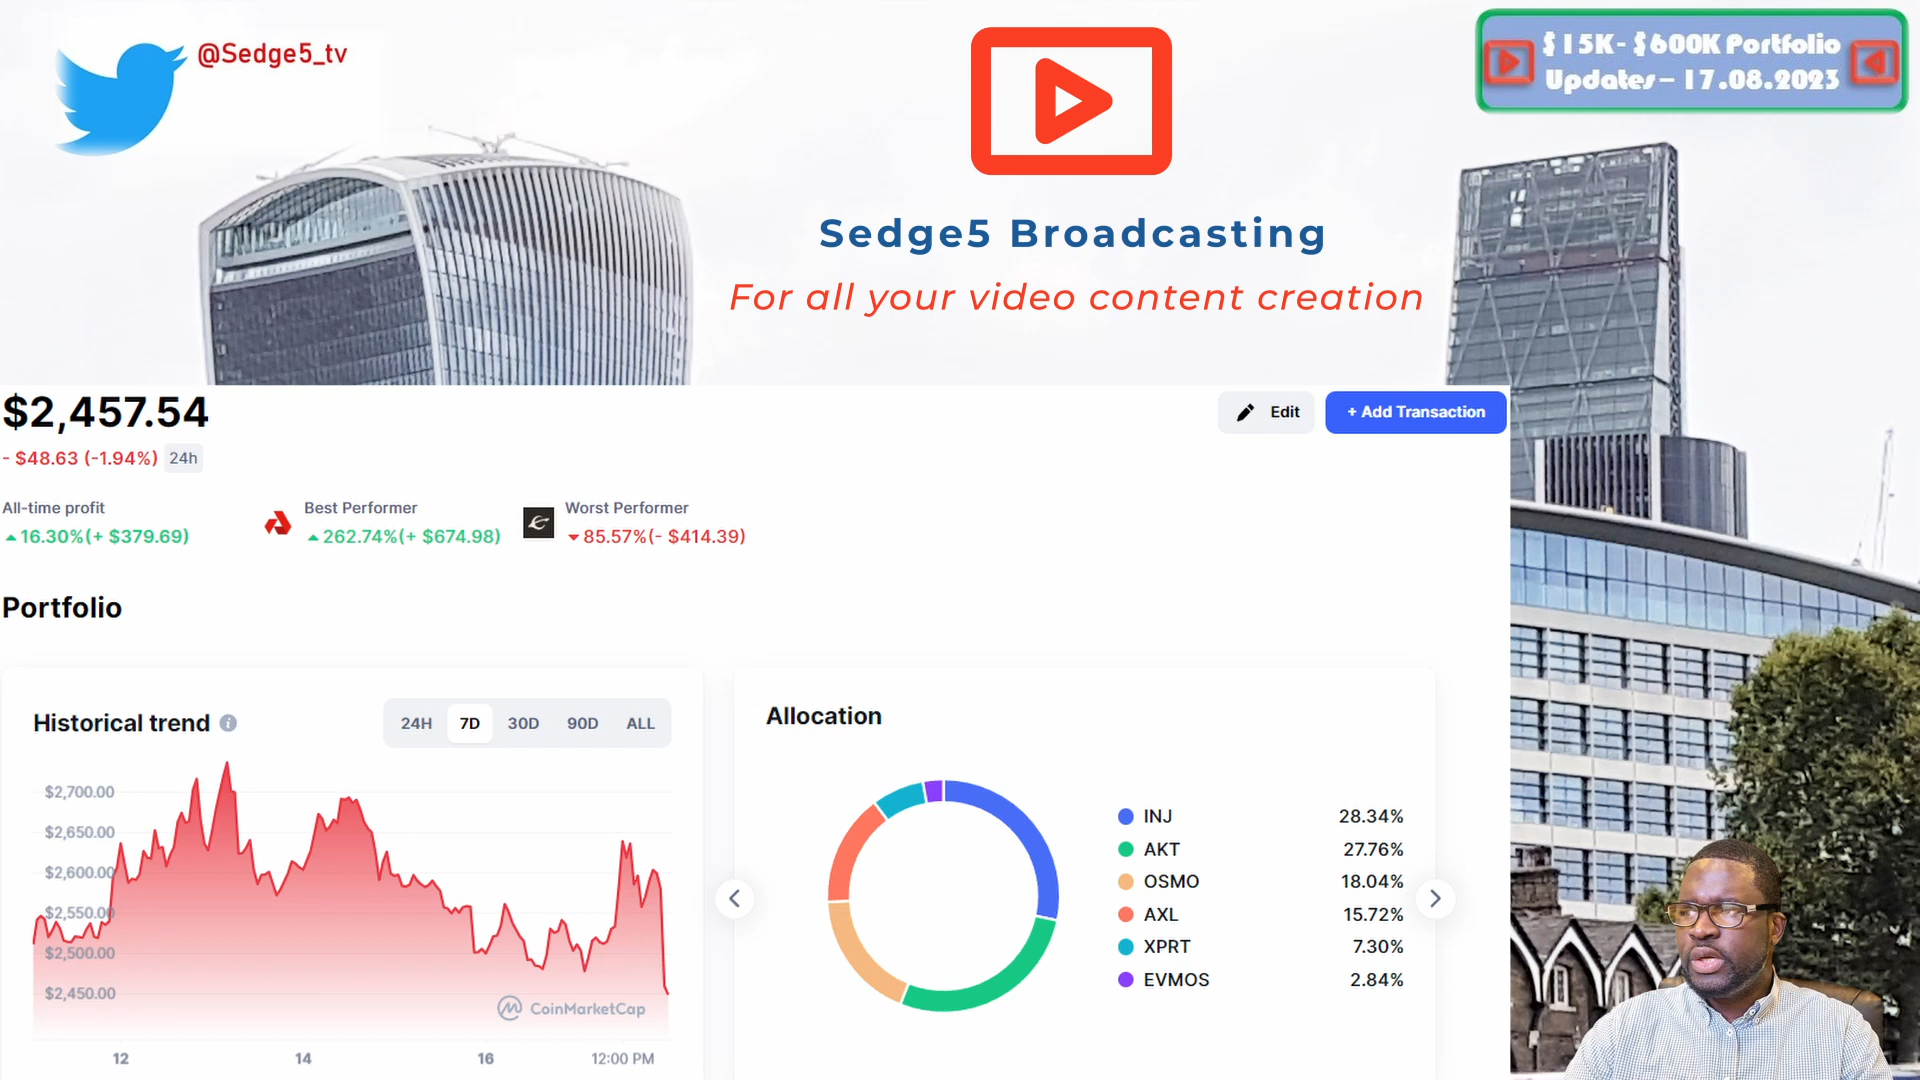 @Sedge5_tv
$15K - $600K Portfolio
Updates – 17.08.2023
Sedge5 Broadcasting
For all your video content creation
$2,457.54
Edit
+ Add Transaction
- $48.63 (-1.94%) 24h
All-time profit
16.30%(+ $379.69)
Best Performer
262.74%(+ $674.98)
Worst Performer
85.57%(- $414.39)
Portfolio
Historical trend
24H 7D 30D 90D ALL
$2,700.00
$2,650.00
$2,600.00
$2,550.00
$2,500.00
$2,450.00
CoinMarketCap
12 14 16 12:00 PM
Allocation
INJ 28.34%
AKT 27.76%
OSMO 18.04%
AXL 15.72%
XPRT 7.30%
EVMOS 2.84%